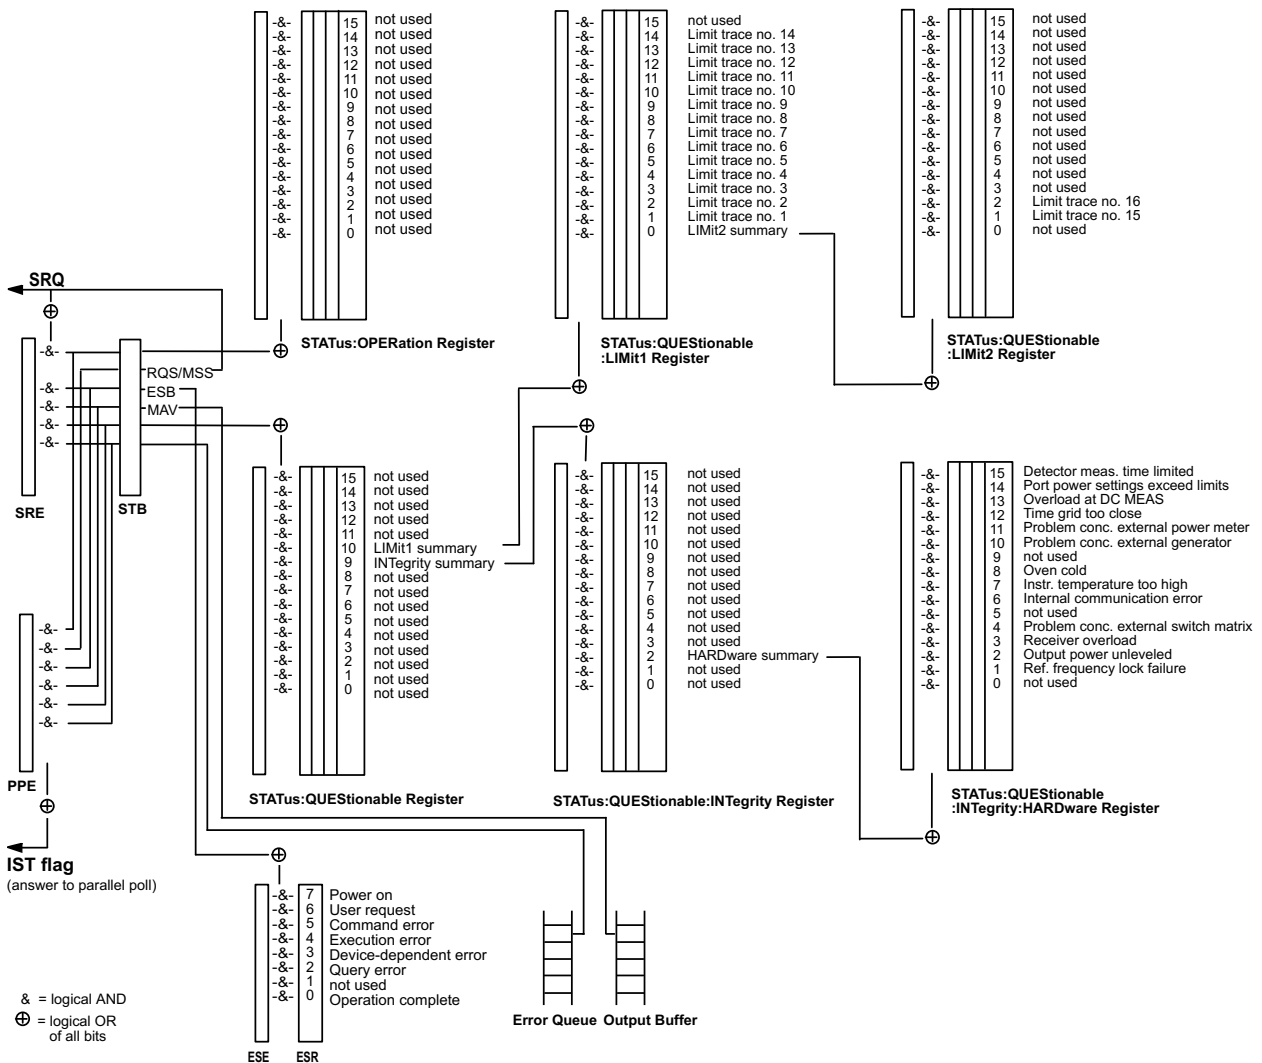 -&- 15 not used
-&- 14 not used
-&- 13 not used
-&- 12 not used
-&- 11 not used
-&- 10 not used
-&- 9 not used
-&- 8 not used
-&- 7 not used
-&- 6 not used
-&- 5 not used
-&- 4 not used
-&- 3 not used
-&- 2 not used
-&- 1 not used
-&- 0 not used
STATus:OPERation Register
-&- 15 not used
-&- 14 Limit trace no. 14
-&- 13 Limit trace no. 13
-&- 12 Limit trace no. 12
-&- 11 Limit trace no. 11
-&- 10 Limit trace no. 10
-&- 9 Limit trace no. 9
-&- 8 Limit trace no. 8
-&- 7 Limit trace no. 7
-&- 6 Limit trace no. 6
-&- 5 Limit trace no. 5
-&- 4 Limit trace no. 4
-&- 3 Limit trace no. 3
-&- 2 Limit trace no. 2
-&- 1 Limit trace no. 1
-&- 0 LIMit2 summary
STATus:QUEStionable
:LIMit1 Register
-&- 15 not used
-&- 14 not used
-&- 13 not used
-&- 12 not used
-&- 11 not used
-&- 10 not used
-&- 9 not used
-&- 8 not used
-&- 7 not used
-&- 6 not used
-&- 5 not used
-&- 4 not used
-&- 3 not used
-&- 2 Limit trace no. 16
-&- 1 Limit trace no. 15
-&- 0 not used
STATus:QUEStionable
:LIMit2 Register
SRQ
-&-
-&-
-&-
-&-
-&-
RQS/MSS
ESB
MAV
SRE
STB
-&- 15 not used
-&- 14 not used
-&- 13 not used
-&- 12 not used
-&- 11 not used
-&- 10 LIMit1 summary
-&- 9 INTegrity summary
-&- 8 not used
-&- 7 not used
-&- 6 not used
-&- 5 not used
-&- 4 not used
-&- 3 not used
-&- 2 not used
-&- 1 not used
-&- 0 not used
STATus:QUEStionable Register
-&- 15 not used
-&- 14 not used
-&- 13 not used
-&- 12 not used
-&- 11 not used
-&- 10 not used
-&- 9 not used
-&- 8 not used
-&- 7 not used
-&- 6 not used
-&- 5 not used
-&- 4 not used
-&- 3 not used
-&- 2 HARDware summary
-&- 1 not used
-&- 0 not used
STATus:QUEStionable:INTegrity Register
-&- 15 Detector meas. time limited
-&- 14 Port power settings exceed limits
-&- 13 Overload at DC MEAS
-&- 12 Time grid too close
-&- 11 Problem conc. external power meter
-&- 10 Problem conc. external generator
-&- 9 not used
-&- 8 Oven cold
-&- 7 Instr. temperature too high
-&- 6 Internal communication error
-&- 5 not used
-&- 4 Problem conc. external switch matrix
-&- 3 Receiver overload
-&- 2 Output power unleveled
-&- 1 Ref. frequency lock failure
-&- 0 not used
STATus:QUEStionable
:INTegrity:HARDware Register
-&-
-&-
-&-
-&-
-&-
-&-
PPE
IST flag
(answer to parallel poll)
-&- 7 Power on
-&- 6 User request
-&- 5 Command error
-&- 4 Execution error
-&- 3 Device-dependent error
-&- 2 Query error
-&- 1 not used
-&- 0 Operation complete
ESE ESR
Error Queue Output Buffer
& = logical AND
⊕ = logical OR
of all bits